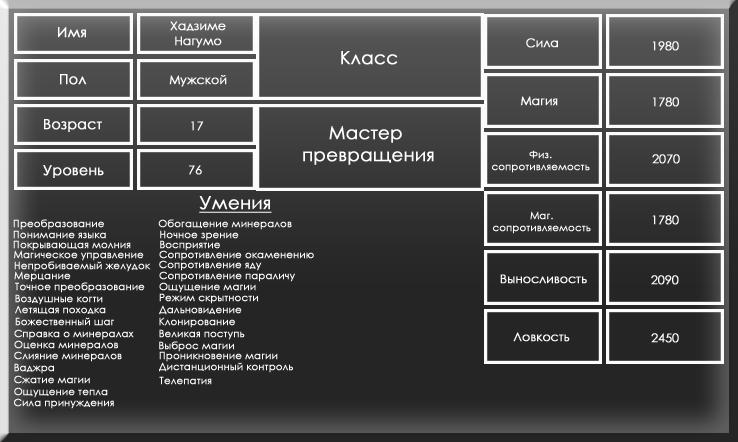 Имя
Хадзиме
Нагумо
Пол
Мужской
Возраст
17
Уровень
76
Класс
Мастер
превращения
Сила
1980
Магия
1780
Физ.
сопротивляемость
2070
Маг.
сопротивляемость
1780
Выносливость
2090
Ловкость
2450
Умения
Преобразование
Понимание языка
Покрывающая молния
Магическое управление
Непробиваемый желудок
Мерцание
Точное преобразование
Воздушные когти
Летящая походка
Божественный шаг
Справка о минералах
Оценка минералов
Слияние минералов
Ваджра
Сжатие магии
Ощущение тепла
Сила принуждения
Обогащение минералов
Ночное зрение
Восприятие
Сопротивление окаменению
Сопротивление яду
Сопротивление параличу
Ощущение магии
Режим скрытности
Дальновидение
Клонирование
Великая поступь
Выброс магии
Проникновение магии
Дистанционный контроль
Телепатия